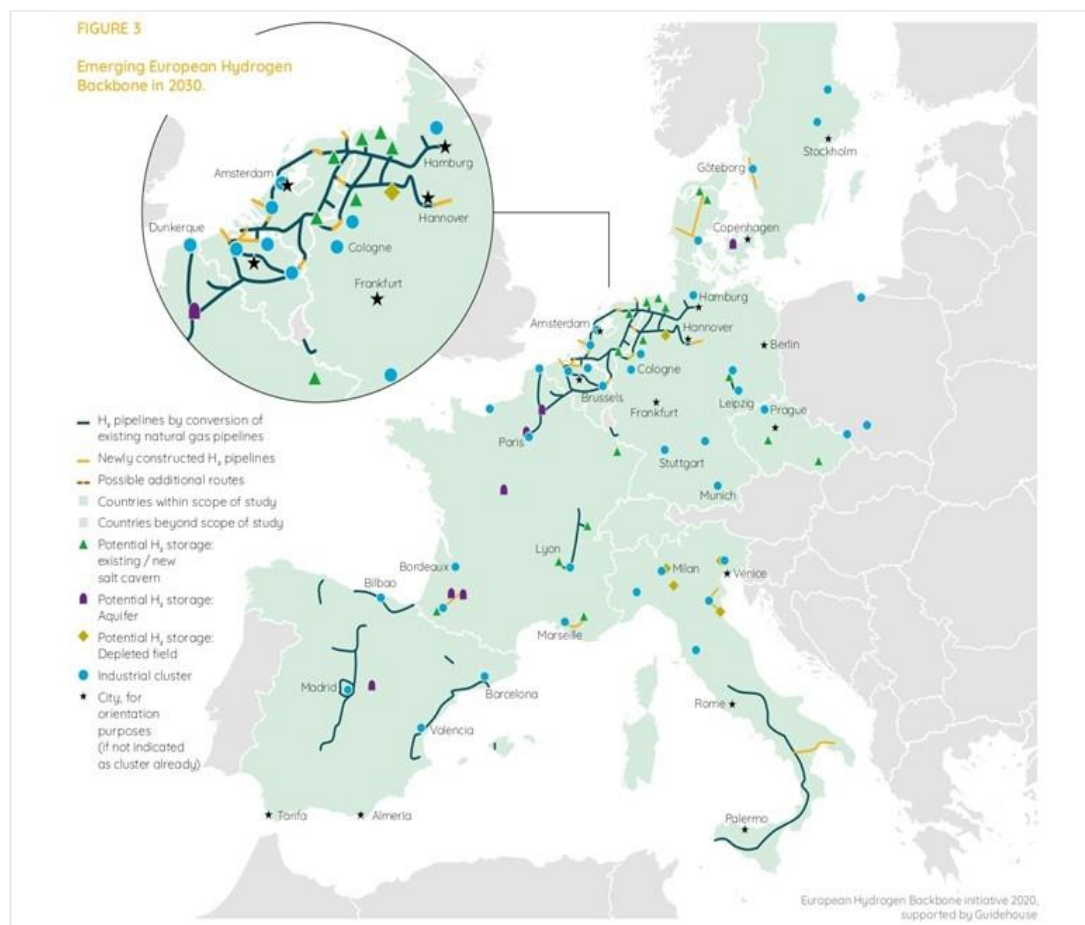 FIGURE 3
Emerging European Hydrogen
Backbone in 2030.
Amsterdam
Hamburg
Hannover
Dunkerque
Cologne
Frankfurt
Stockholm
Göteborg
Copenhagen
Hamburg
Amsterdam
Hannover
Berlin
Cologne
Brussels
Leipzig
Frankfurt
Prague
Paris
Stuttgart
Munich
Lyon
Milan
Venice
Bordeaux
Bilbao
Marseille
Madrid
Barcelona
Rome
Valencia
Tarifa
Almería
Palermo
H₂ pipelines by conversion of
existing natural gas pipelines
Newly constructed H₂ pipelines
Possible additional routes
Countries within scope of study
Countries beyond scope of study
Potential H₂ storage:
existing / new
salt cavern
Potential H₂ storage:
Aquifer
Potential H₂ storage:
Depleted field
Industrial cluster
City, for
orientation
purposes
(if not indicated
as cluster already)
European Hydrogen Backbone initiative 2020,
supported by Guidehouse